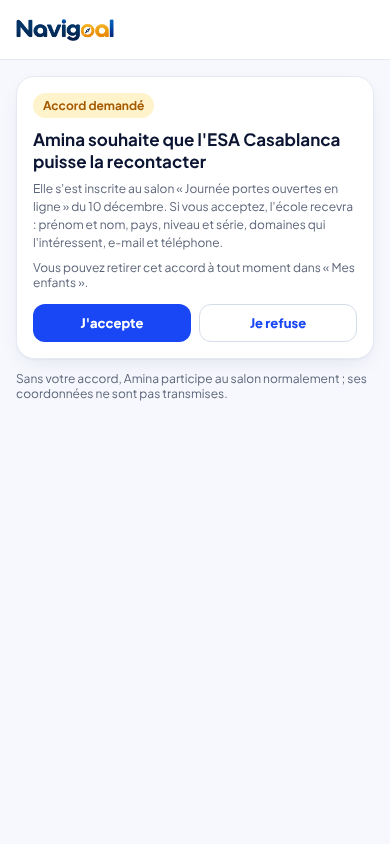 Navigoal
Accord demandé
Amina souhaite que l'ESA Casablanca
puisse la recontacter
Elle s'est inscrite au salon « Journée portes ouvertes en
ligne » du 10 décembre. Si vous acceptez, l'école recevra
: prénom et nom, pays, niveau et série, domaines qui
l'intéressent, e-mail et téléphone.
Vous pouvez retirer cet accord à tout moment dans « Mes
enfants ».
J'accepte
Je refuse
Sans votre accord, Amina participe au salon normalement ; ses
coordonnées ne sont pas transmises.